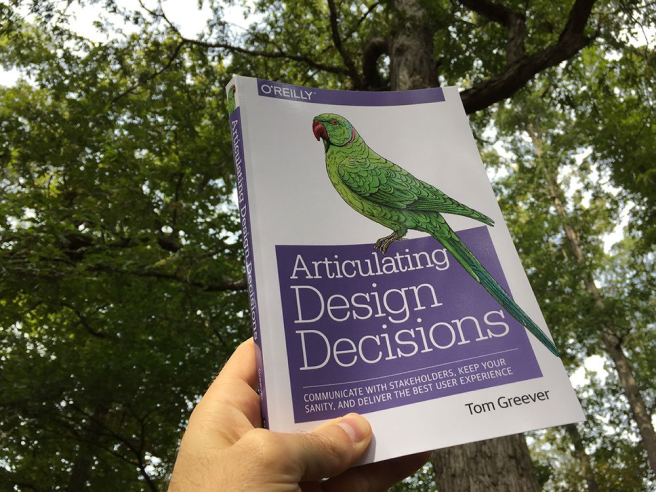 O'REILLY®
Articulating Design Decisions
Articulating
Design
Decisions
COMMUNICATE WITH STAKEHOLDERS, KEEP YOUR
SANITY, AND DELIVER THE BEST USER EXPERIENCE
Tom Greever